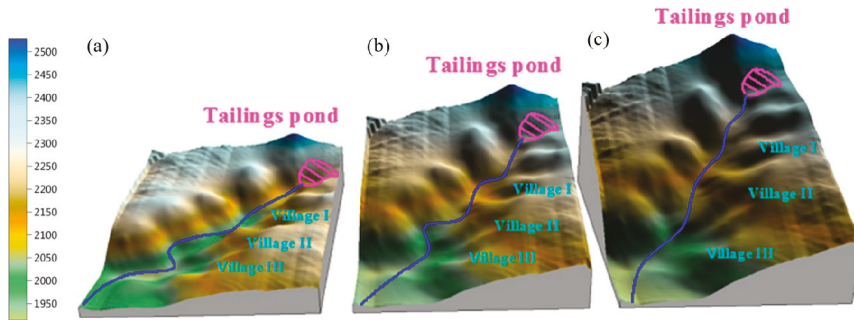 2500
2450
2400
2350
2300
2250
2200
2150
2100
2050
2000
1950
(a)
Tailings pond
Village I
Village II
Village III
(b)
Tailings pond
Village I
Village II
Village III
(c)
Tailings pond
Village I
Village II
Village III